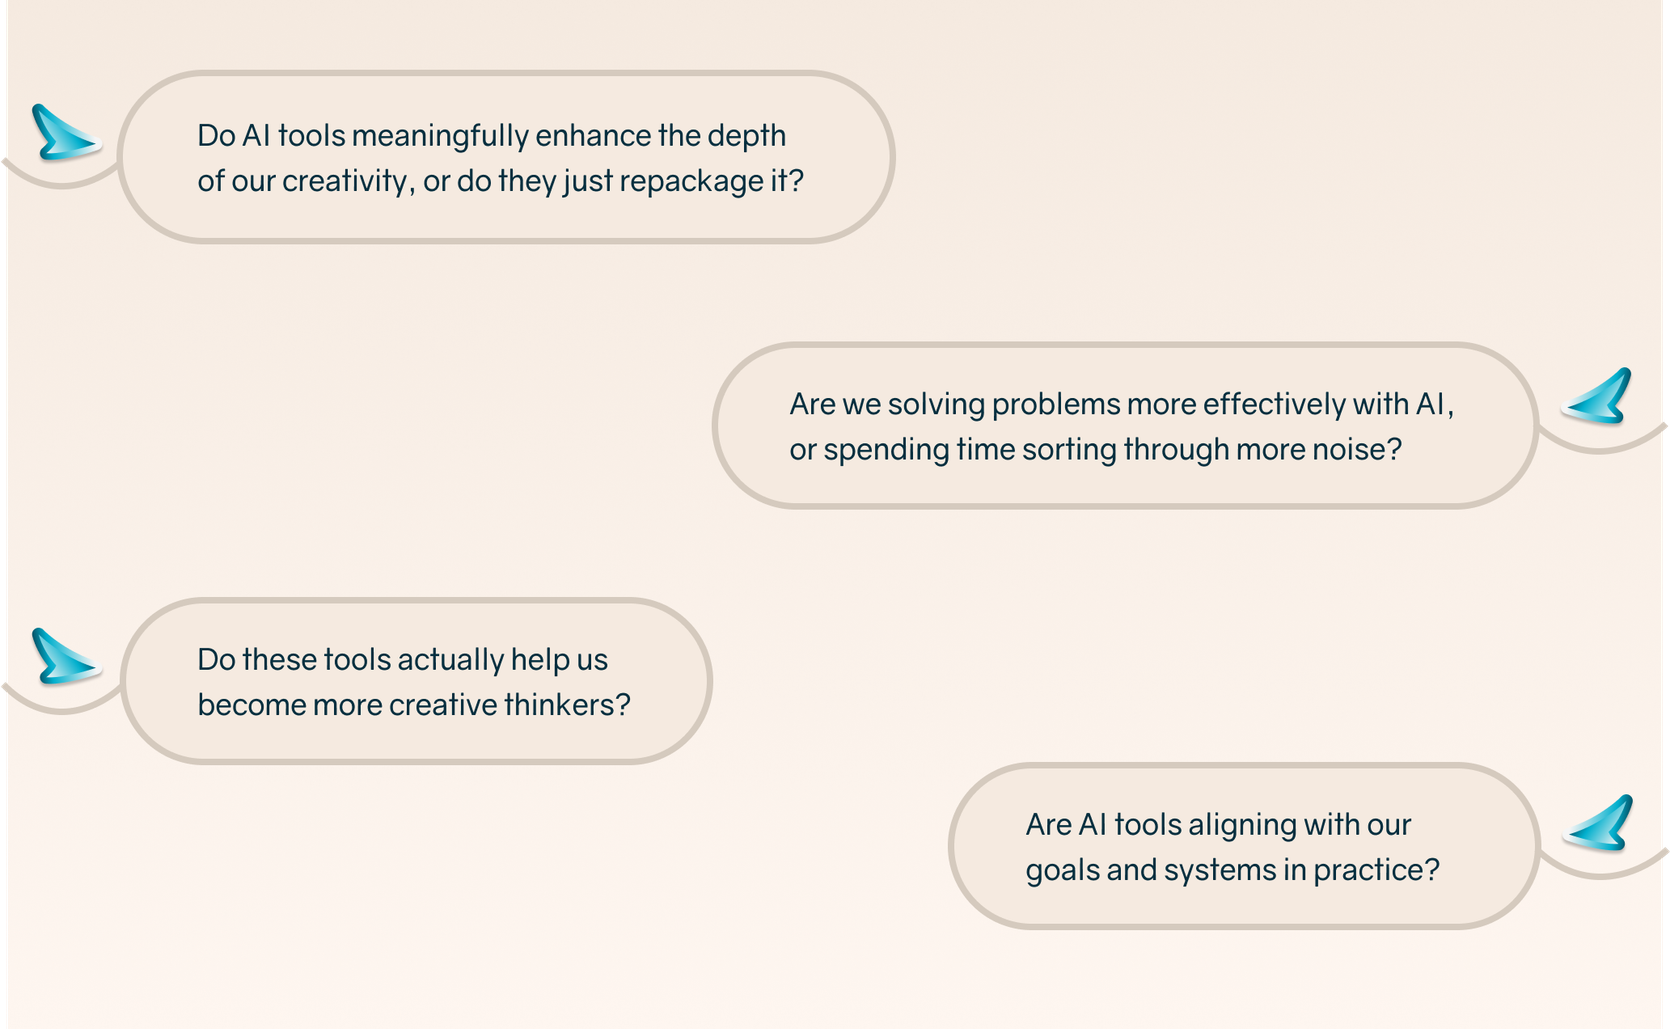 Do AI tools meaningfully enhance the depth
of our creativity, or do they just repackage it?
Are we solving problems more effectively with AI,
or spending time sorting through more noise?
Do these tools actually help us
become more creative thinkers?
Are AI tools aligning with our
goals and systems in practice?